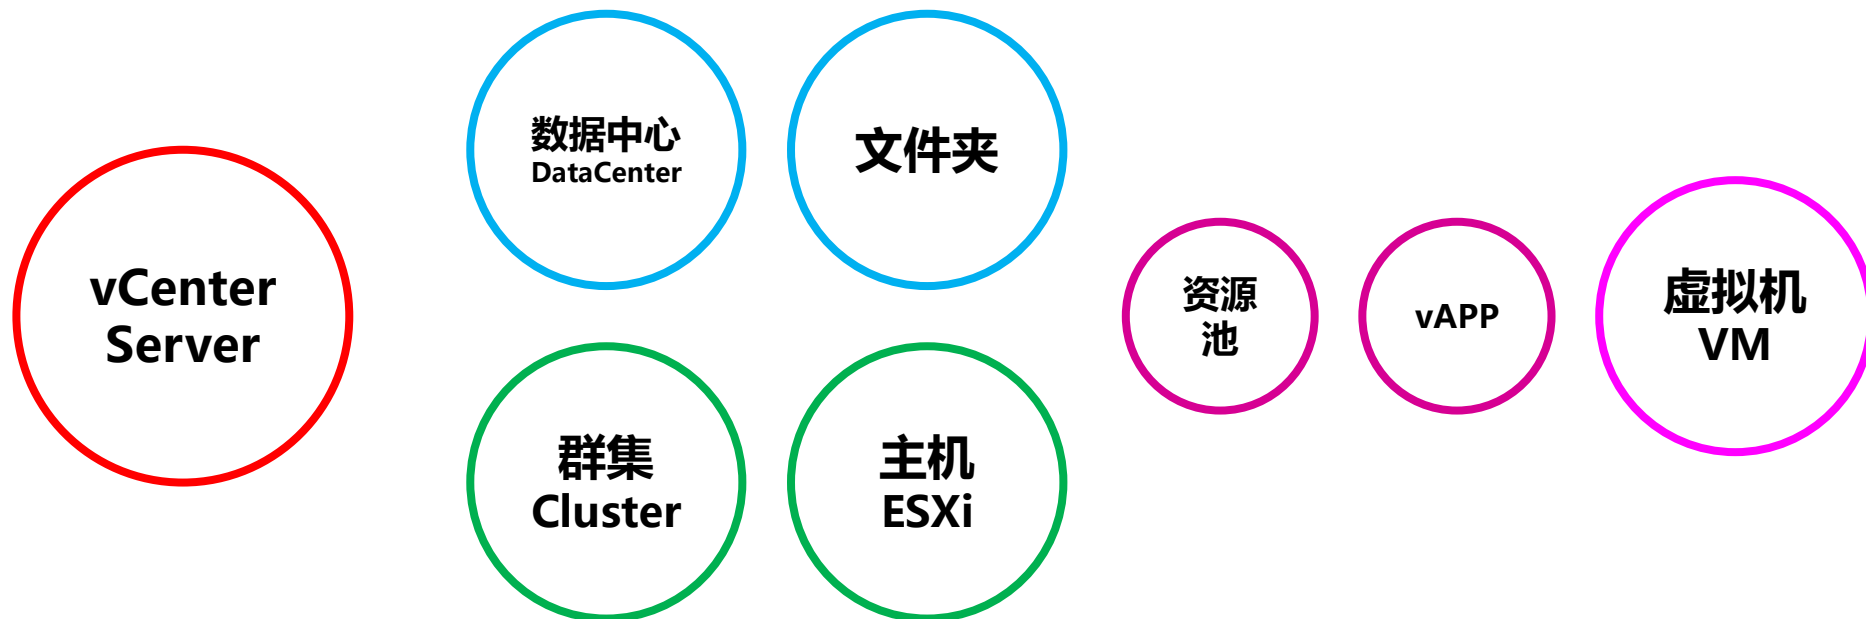 vCenter
Server
数据中心
DataCenter
文件夹
群集
Cluster
主机
ESXi
资源
池
vAPP
虚拟机
VM